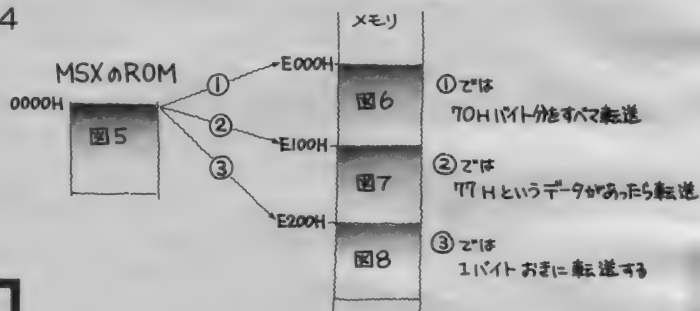 4
メモリ
MSXのROM
0000H
図5
①
②
③
E000H
図6
E100H
図7
E200H
図8
①では
70Hバイト分をすべて転送
②では
77Hというデータがあったら転送
③では
1バイトおきに転送する